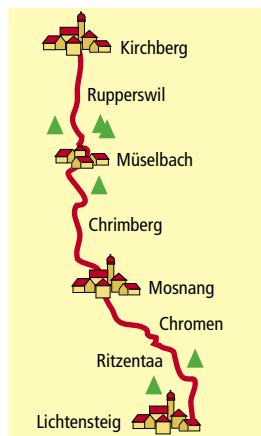 Kirchberg
Rupperswil
Müselbach
Chrimberg
Mosnang
Chromen
Ritzentaa
Lichtensteig